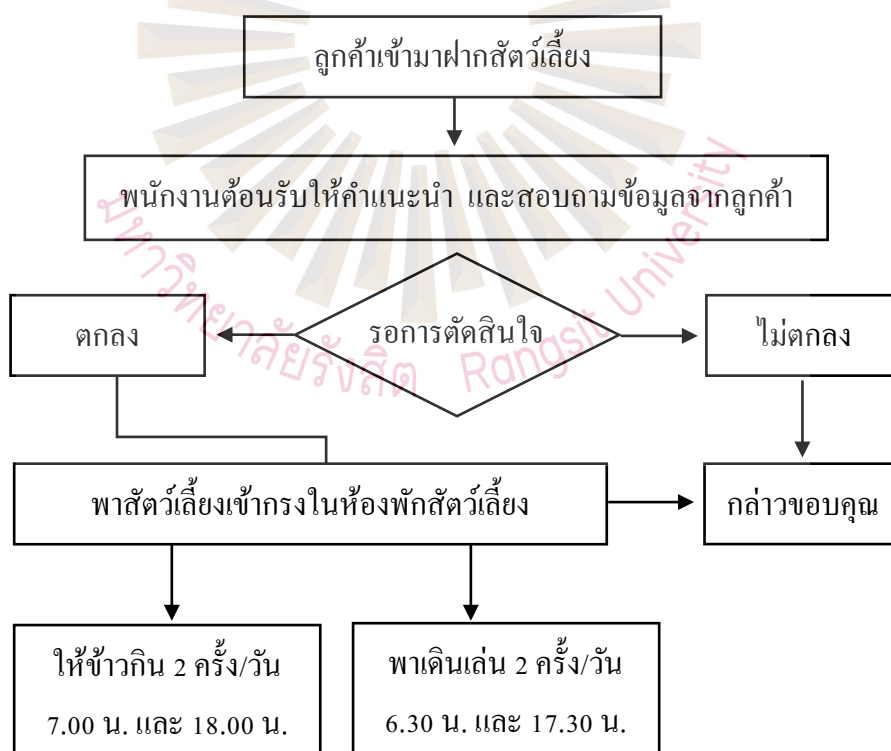 ลูกค้าเข้ามาฝากสัตว์เลี้ยง
พนักงานต้อนรับให้คำแนะนำ และสอบถามข้อมูลจากลูกค้า
ตกลง
รอการตัดสินใจ
ไม่ตกลง
มหาวิทยาลัยรังสิต Rangsit University
พาสัตว์เลี้ยงเข้ากรงในห้องพักสัตว์เลี้ยง
กล่าวขอบคุณ
ให้ข้าวกิน 2 ครั้ง/วัน
7.00 น. และ 18.00 น.
พาเดินเล่น 2 ครั้ง/วัน
6.30 น. และ 17.30 น.